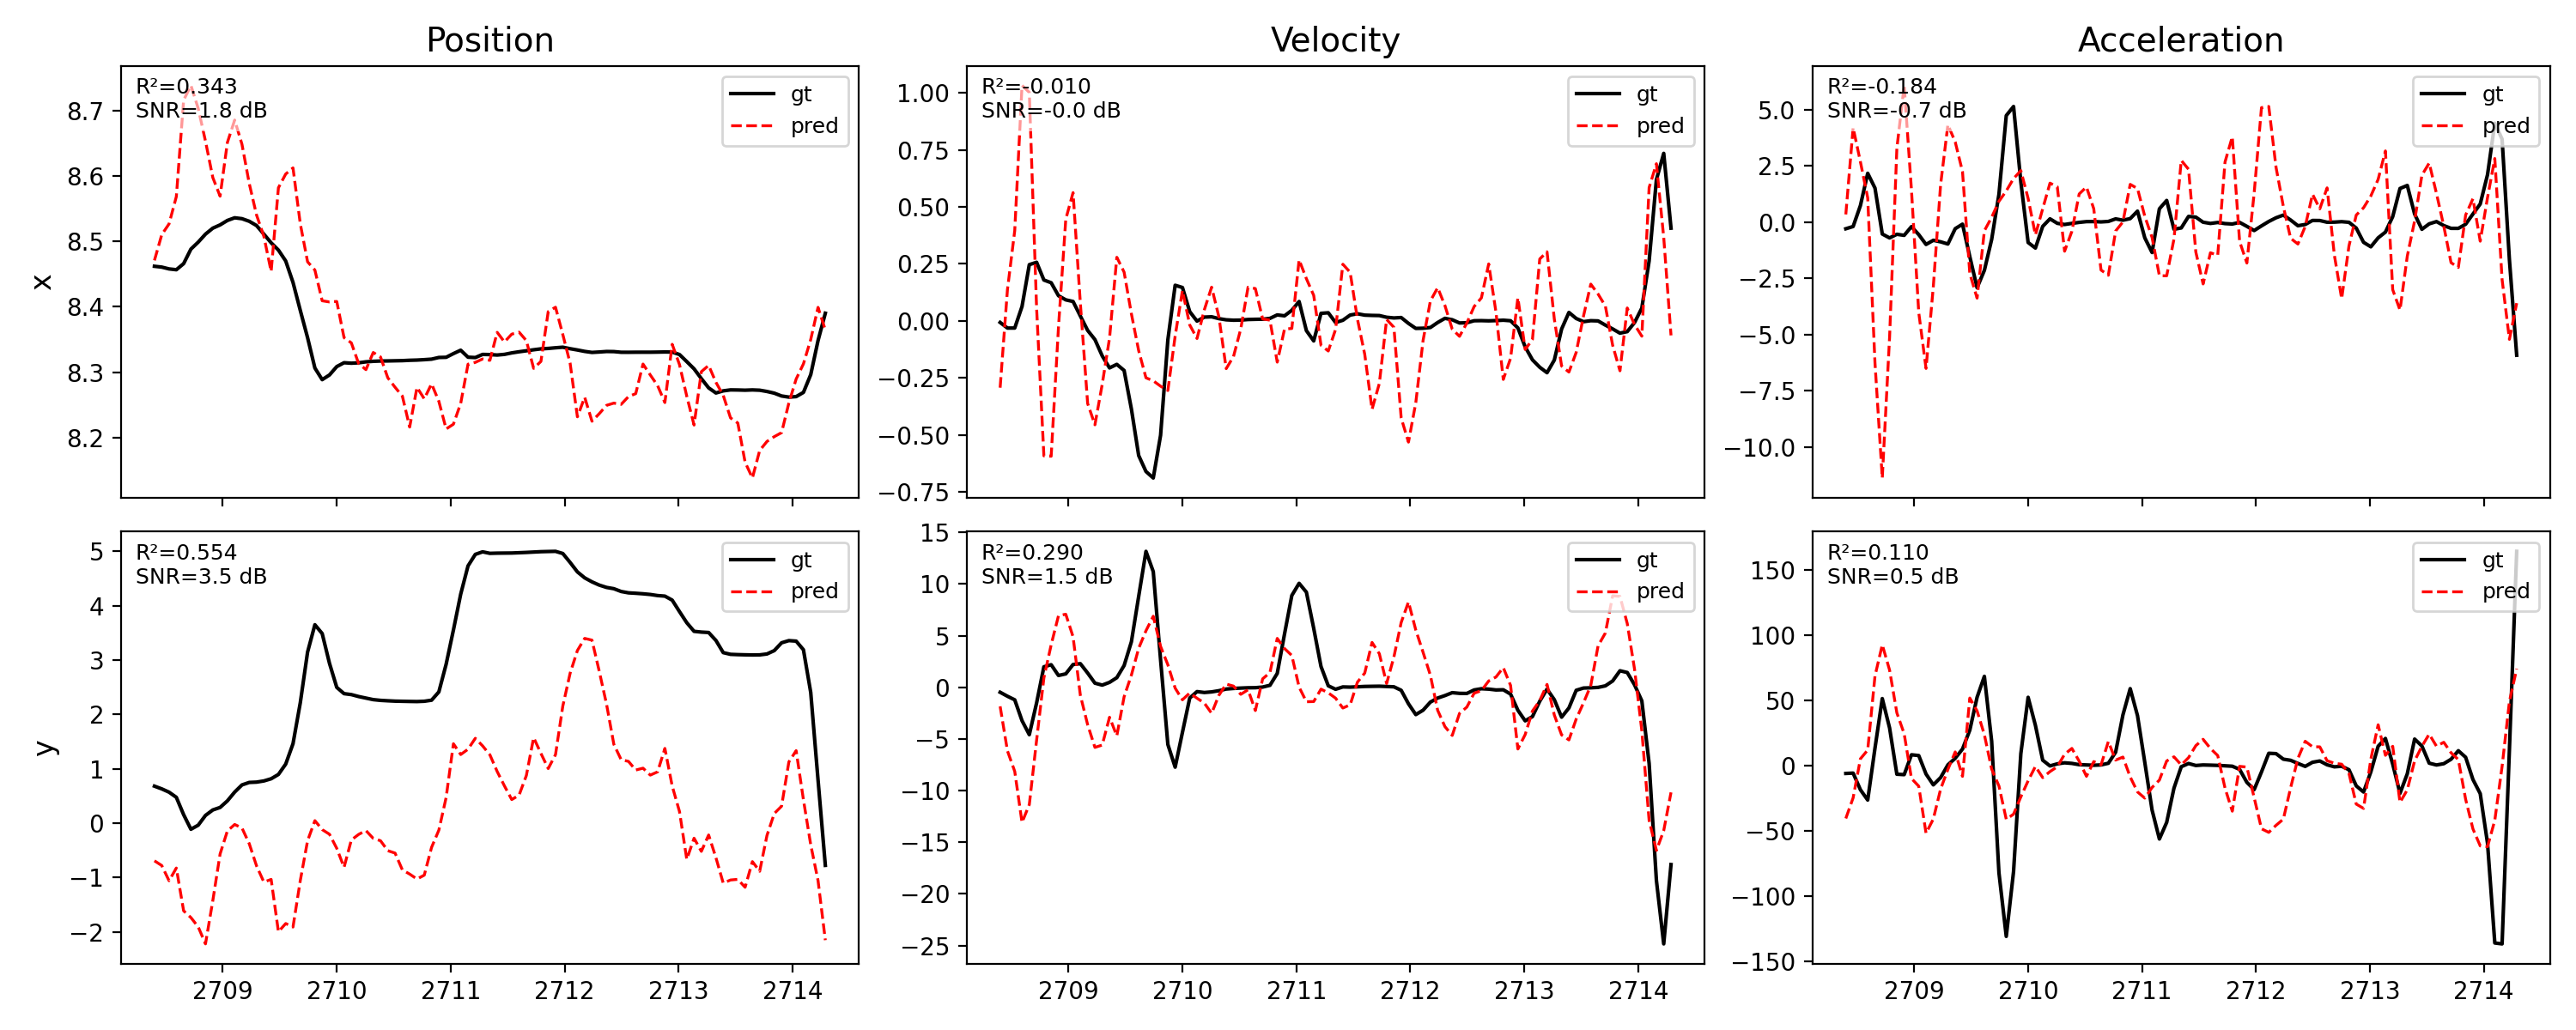 Position
Velocity
Acceleration
R²=0.343
SNR=1.8 dB
gt
pred
8.7
8.6
8.5
8.4
8.3
8.2
x
R²=-0.010
SNR=-0.0 dB
gt
pred
1.00
0.75
0.50
0.25
0.00
−0.25
−0.50
−0.75
R²=-0.184
SNR=-0.7 dB
gt
pred
5.0
2.5
0.0
−2.5
−5.0
−7.5
−10.0
R²=0.554
SNR=3.5 dB
gt
pred
5
4
3
2
1
0
−1
−2
y
2709 2710 2711 2712 2713 2714
R²=0.290
SNR=1.5 dB
gt
pred
15
10
5
0
−5
−10
−15
−20
−25
2709 2710 2711 2712 2713 2714
R²=0.110
SNR=0.5 dB
gt
pred
150
100
50
0
−50
−100
−150
2709 2710 2711 2712 2713 2714